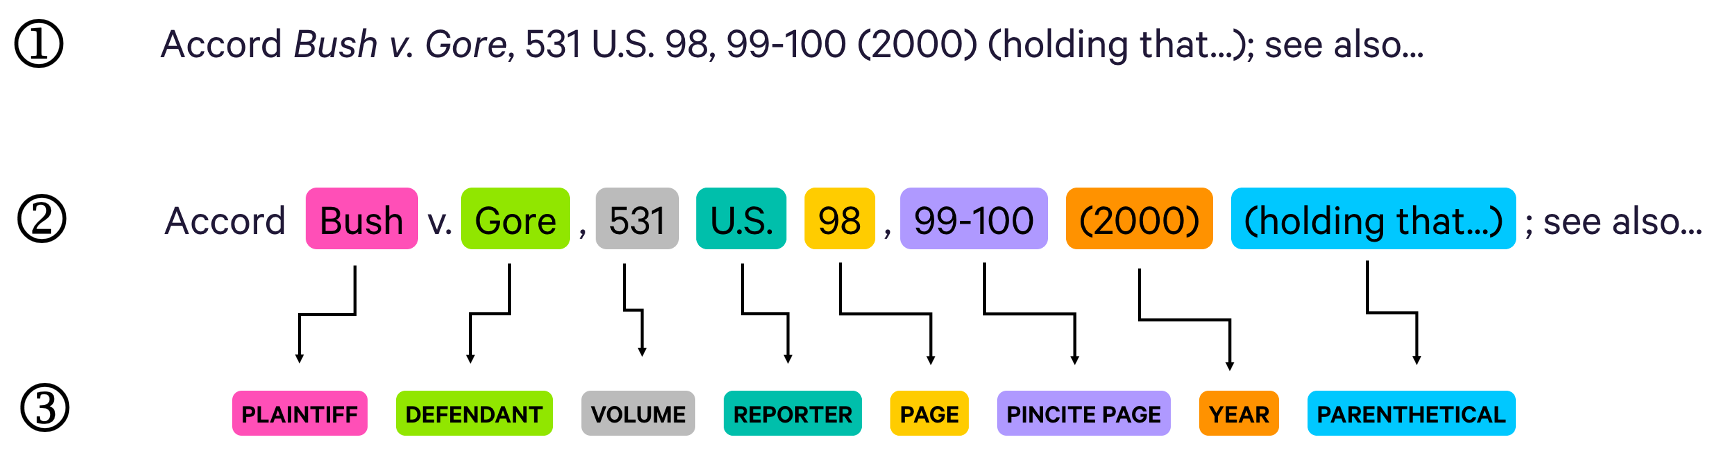 ① Accord Bush v. Gore, 531 U.S. 98, 99-100 (2000) (holding that...); see also...
② Accord Bush v. Gore , 531 U.S. 98 , 99-100 (2000) (holding that...) ; see also...
③ PLAINTIFF DEFENDANT VOLUME REPORTER PAGE PINCITE PAGE YEAR PARENTHETICAL